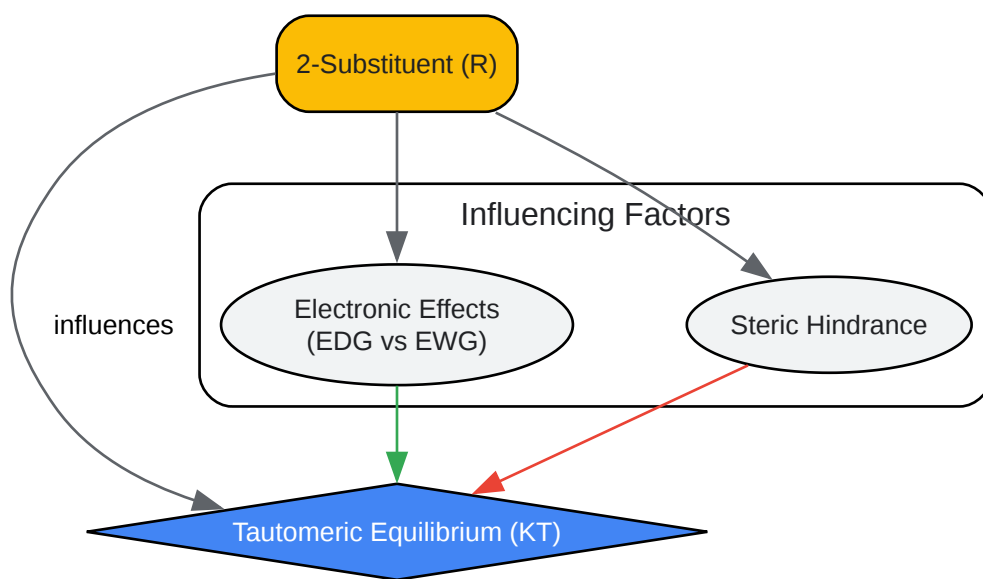 2-Substituent (R)
Influencing Factors
Electronic Effects
(EDG vs EWG)
Steric Hindrance
influences
Tautomeric Equilibrium (KT)